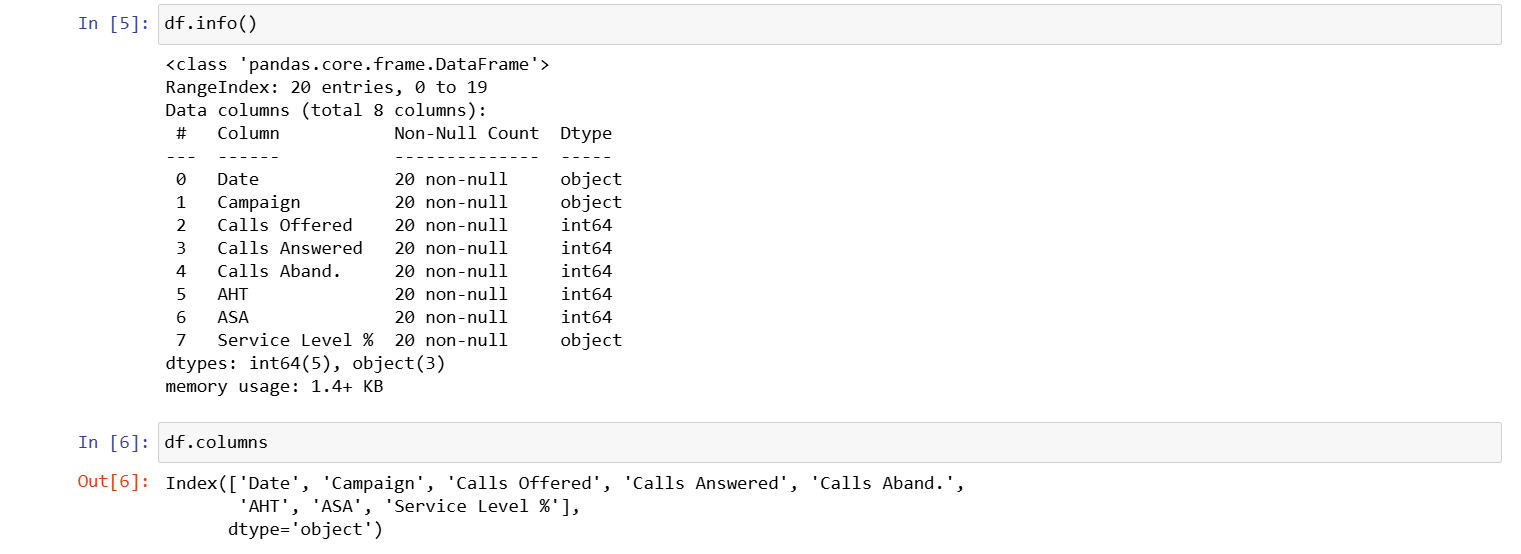 In [5]: df.info()
<class 'pandas.core.frame.DataFrame'>
RangeIndex: 20 entries, 0 to 19
Data columns (total 8 columns):
 #   Column           Non-Null Count  Dtype
---  ------           --------------  -----
 0   Date             20 non-null     object
 1   Campaign         20 non-null     object
 2   Calls Offered    20 non-null     int64
 3   Calls Answered   20 non-null     int64
 4   Calls Aband.     20 non-null     int64
 5   AHT              20 non-null     int64
 6   ASA              20 non-null     int64
 7   Service Level %  20 non-null     object
dtypes: int64(5), object(3)
memory usage: 1.4+ KB
In [6]: df.columns
Out[6]: Index(['Date', 'Campaign', 'Calls Offered', 'Calls Answered', 'Calls Aband.',
       'AHT', 'ASA', 'Service Level %'],
      dtype='object')